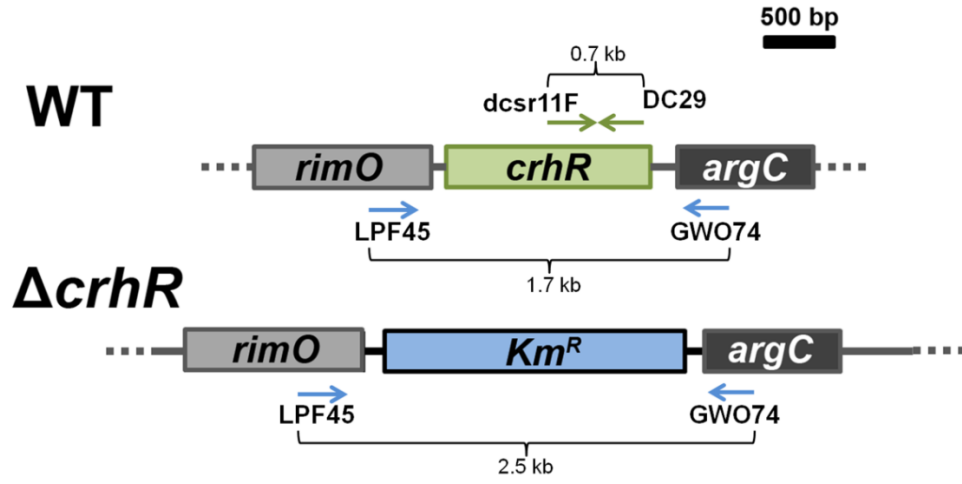 500 bp
0.7 kb
WT
dcsr11F
DC29
rimO
crhR
argC
LPF45
GWO74
1.7 kb
ΔcrhR
rimO
Km^R
argC
LPF45
GWO74
2.5 kb